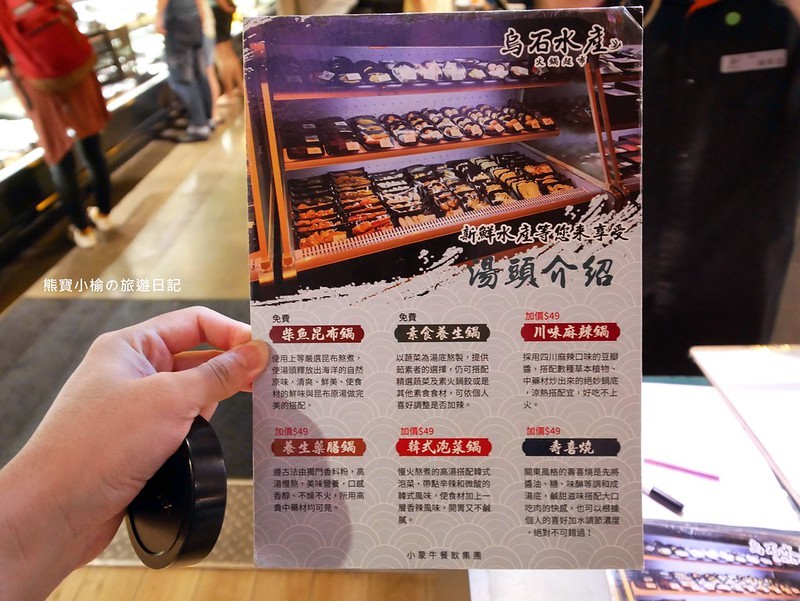 烏石水產
火鍋超市
新鮮水產等您來享受
湯頭介紹
熊寶小榆の旅遊日記
免費
柴魚昆布鍋
使用上等嚴選昆布熬煮，
使湯頭釋放出海洋的自然
原味，清爽、鮮美、使食
材的鮮味與昆布原湯做完
美的搭配。
免費
素食養生鍋
以蔬菜為湯底熬製，提供
茹素者的選擇，仍可搭配
精選蔬菜及素火鍋餃或是
其他素食食材，可依個人
喜好調整是否加辣。
加價$49
川味麻辣鍋
採用四川麻辣口味的豆瓣
醬，搭配數種草本植物、
中藥材炒出來的絕妙鍋底
，涼熱搭配宜，好吃不上
火。
加價$49
養生藥膳鍋
遵古法由獨門香料粉，高
湯慢熬，美味營養，口感
香醇、不燥不火，所用高
貴中藥材均可見。
加價$49
韓式泡菜鍋
慢火熬煮的高湯搭配韓式
泡菜，帶點辛辣和微酸的
韓式風味，使食材加上一
層香辣風味，開胃又不鹹
膩。
加價$49
壽喜燒
關東風格的壽喜燒是先將
醬油、糖、味醂等調和成
湯底，鹹甜滋味搭配大口
吃肉的快感，也可以根據
個人的喜好加水調節濃度
，絕對不可錯過！
小蒙牛餐飲集團